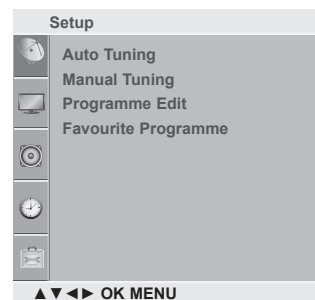 Setup
Auto Tuning
Manual Tuning
Programme Edit
Favourite Programme
▲▼◄► OK MENU